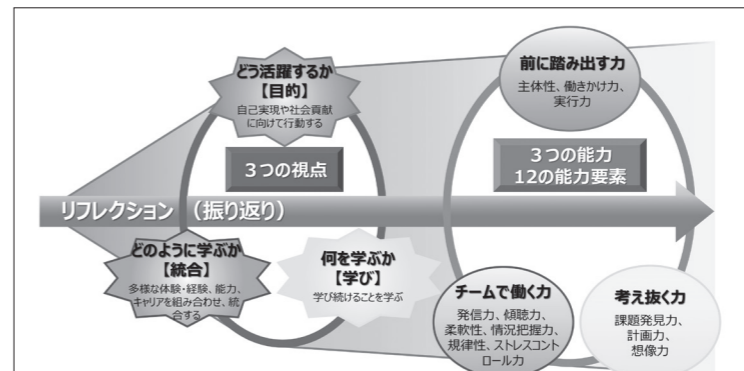 どう活躍するか
【目的】
自己実現や社会貢献
に向けて行動する
3つの視点
リフレクション (振り返り)
どのように学ぶか
【統合】
多様な体験・経験、能力、
キャリアを組み合わせ、統
合する
何を学ぶか
【学び】
学び続けることを学ぶ
前に踏み出す力
主体性、働きかけ力、
実行力
3つの能力
12の能力要素
チームで働く力
発信力、傾聴力、
柔軟性、情況把握力、
規律性、ストレスコント
ロール力
考え抜く力
課題発見力、
計画力、
想像力